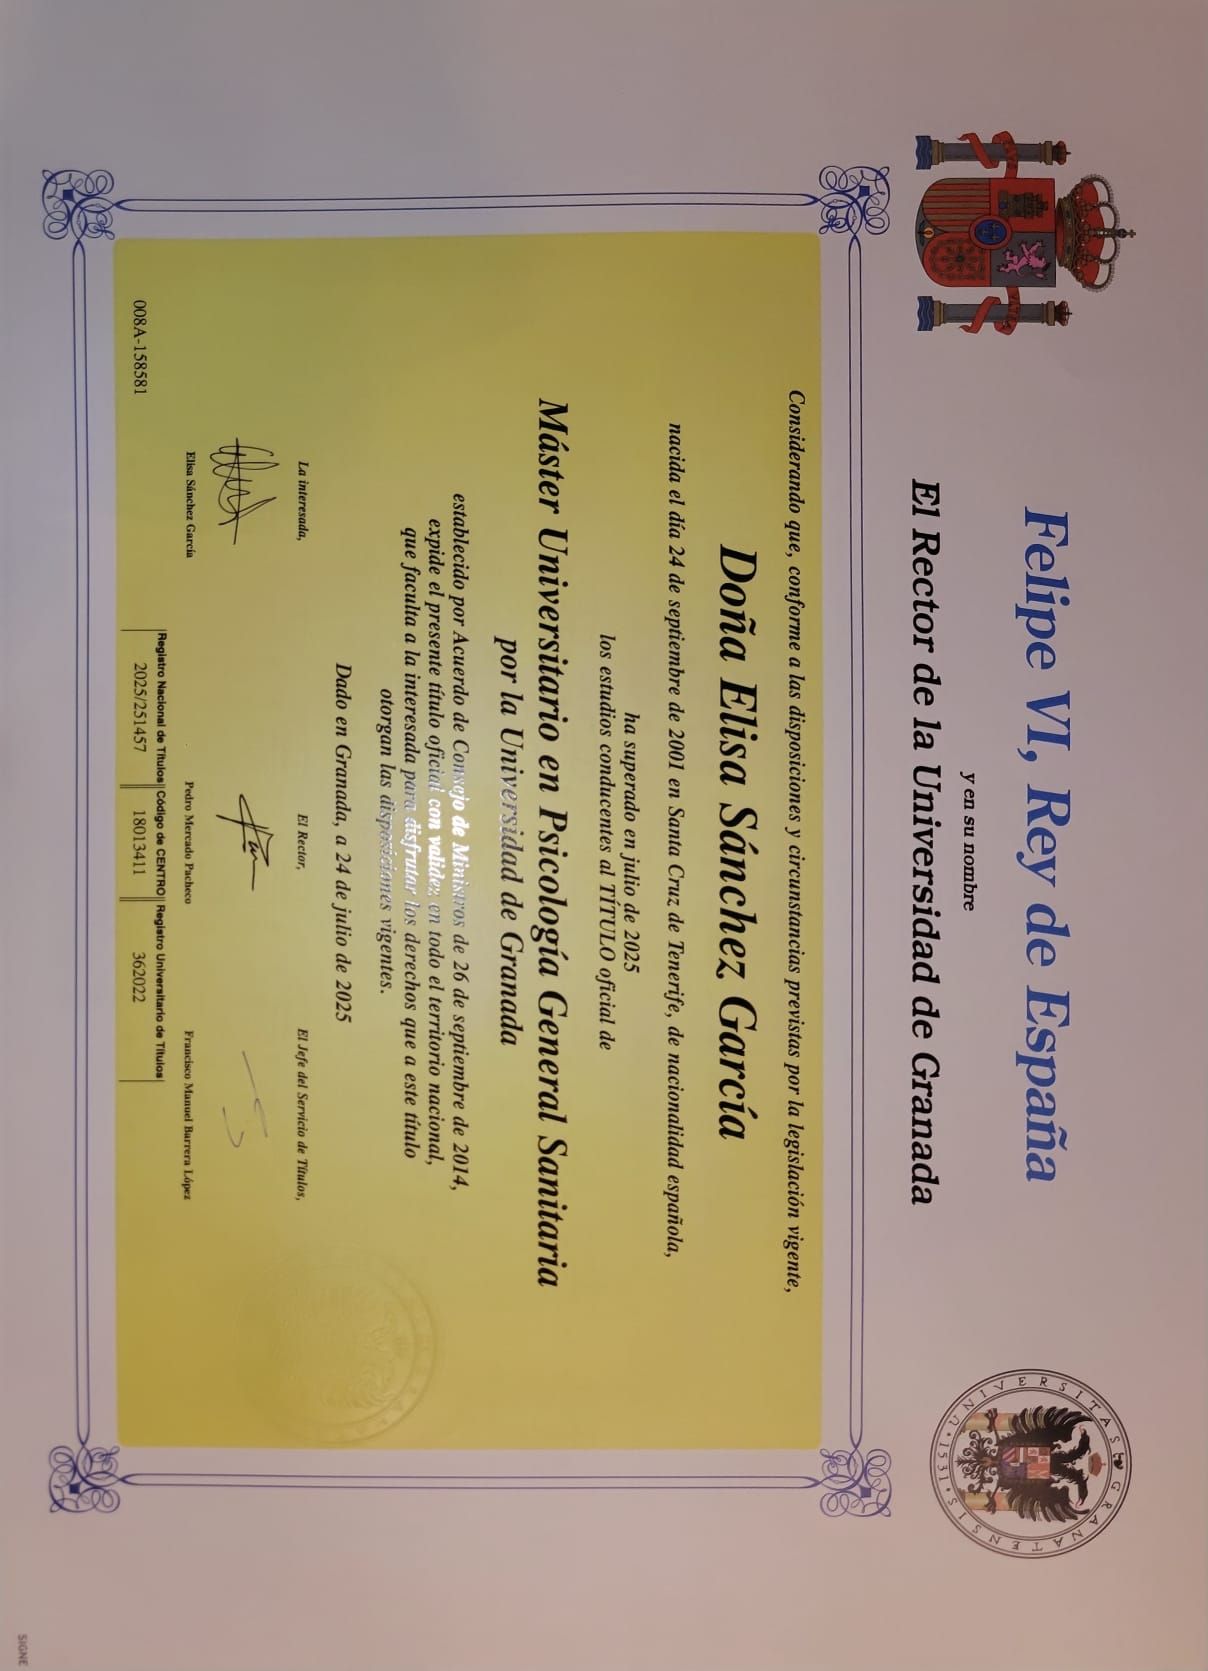 Felipe VI, Rey de España
y en su nombre
El Rector de la Universidad de Granada
UNIVERSITAS GRANATENSIS · 1531 ·
Considerando que, conforme a las disposiciones y circunstancias previstas por la legislación vigente,
Doña Elisa Sánchez García
nacida el día 24 de septiembre de 2001 en Santa Cruz de Tenerife, de nacionalidad española,
ha superado en julio de 2025
los estudios conducentes al TÍTULO oficial de
Máster Universitario en Psicología General Sanitaria
por la Universidad de Granada
establecido por Acuerdo de Consejo de Ministros de 26 de septiembre de 2014,
expide el presente título oficial con validez en todo el territorio nacional,
que faculta a la interesada para disfrutar los derechos que a este título
otorgan las disposiciones vigentes.
Dado en Granada, a 24 de julio de 2025
La interesada,
El Rector,
El Jefe del Servicio de Títulos,
Elisa Sánchez García
Pedro Mercado Pacheco
Francisco Manuel Barrera López
008A-158581
Registro Nacional de Títulos Código de CENTRO Registro Universitario de Títulos
2025/251457 18013411 362022
SIGNE